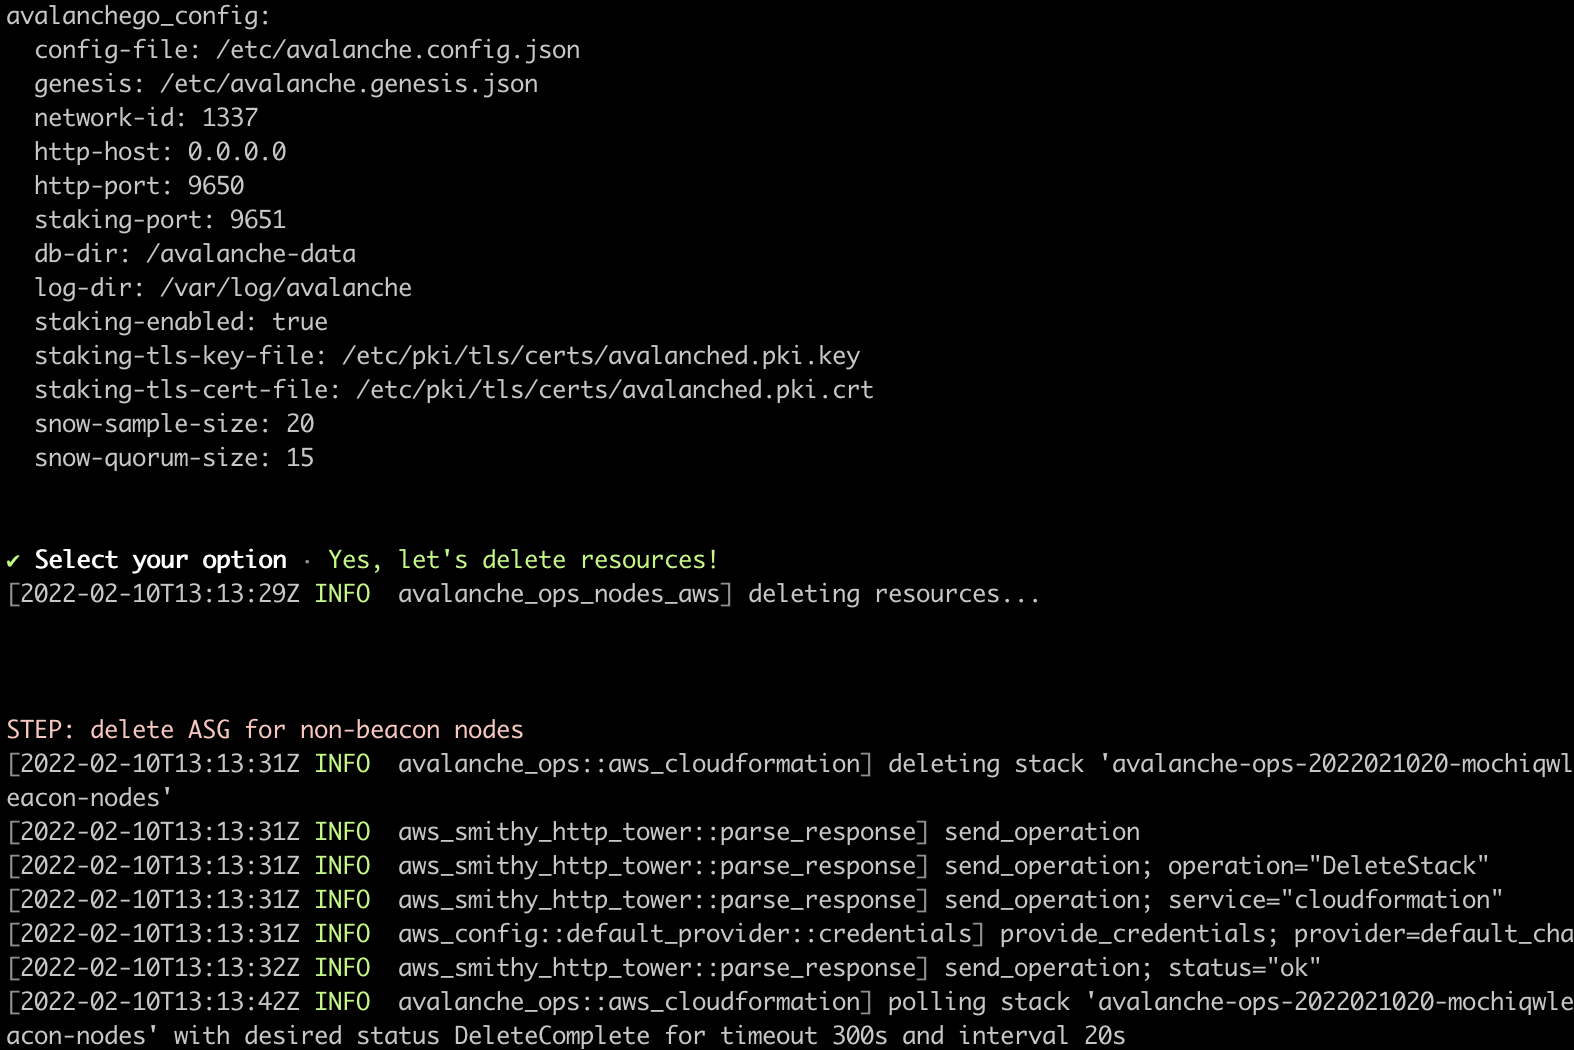 avalanchego_config:
  config-file: /etc/avalanche.config.json
  genesis: /etc/avalanche.genesis.json
  network-id: 1337
  http-host: 0.0.0.0
  http-port: 9650
  staking-port: 9651
  db-dir: /avalanche-data
  log-dir: /var/log/avalanche
  staking-enabled: true
  staking-tls-key-file: /etc/pki/tls/certs/avalanched.pki.key
  staking-tls-cert-file: /etc/pki/tls/certs/avalanched.pki.crt
  snow-sample-size: 20
  snow-quorum-size: 15
✔ Select your option · Yes, let's delete resources!
[2022-02-10T13:13:29Z INFO  avalanche_ops_nodes_aws] deleting resources...
STEP: delete ASG for non-beacon nodes
[2022-02-10T13:13:31Z INFO  avalanche_ops::aws_cloudformation] deleting stack 'avalanche-ops-2022021020-mochiqwl
eacon-nodes'
[2022-02-10T13:13:31Z INFO  aws_smithy_http_tower::parse_response] send_operation
[2022-02-10T13:13:31Z INFO  aws_smithy_http_tower::parse_response] send_operation; operation="DeleteStack"
[2022-02-10T13:13:31Z INFO  aws_smithy_http_tower::parse_response] send_operation; service="cloudformation"
[2022-02-10T13:13:31Z INFO  aws_config::default_provider::credentials] provide_credentials; provider=default_cha
[2022-02-10T13:13:32Z INFO  aws_smithy_http_tower::parse_response] send_operation; status="ok"
[2022-02-10T13:13:42Z INFO  avalanche_ops::aws_cloudformation] polling stack 'avalanche-ops-2022021020-mochiqwle
acon-nodes' with desired status DeleteComplete for timeout 300s and interval 20s